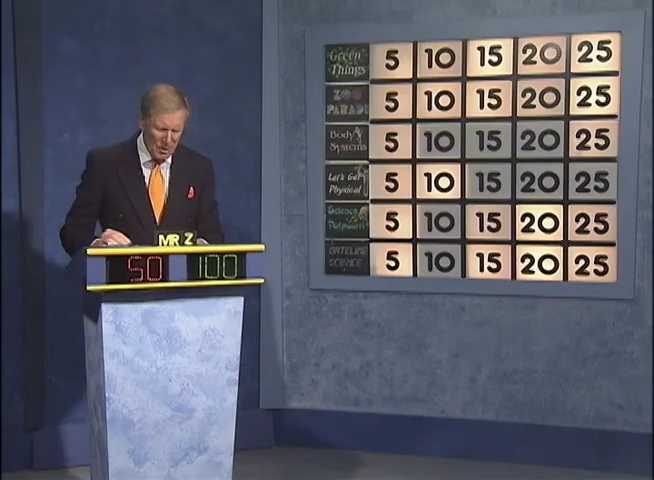 Green Things 5 10 15 20 25
ZOO PARADE 5 10 15 20 25
Body Systems 5 10 15 20 25
Let's Get Physical 5 10 15 20 25
Science Potpourri 5 10 15 20 25
DATELINE SCIENCE 5 10 15 20 25
MR Z
50 100